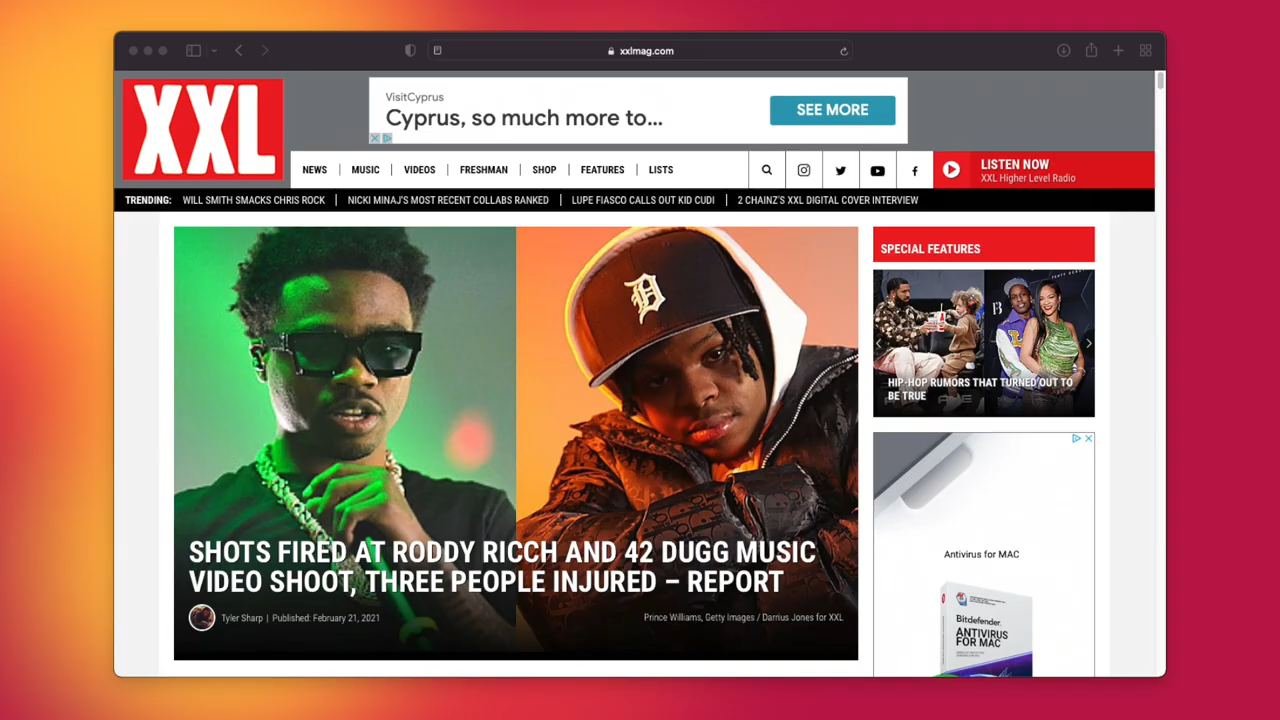 xxlmag.com
XXL
VisitCyprus
Cyprus, so much more to...
SEE MORE
NEWS
MUSIC
VIDEOS
FRESHMAN
SHOP
FEATURES
LISTS
LISTEN NOW
XXL Higher Level Radio
TRENDING: WILL SMITH SMACKS CHRIS ROCK | NICKI MINAJ'S MOST RECENT COLLABS RANKED | LUPE FIASCO CALLS OUT KID CUDI | 2 CHAINZ'S XXL DIGITAL COVER INTERVIEW
SHOTS FIRED AT RODDY RICCH AND 42 DUGG MUSIC
VIDEO SHOOT, THREE PEOPLE INJURED – REPORT
Tyler Sharp | Published: February 21, 2021
Prince Williams, Getty Images / Darrius Jones for XXL
SPECIAL FEATURES
HIP-HOP RUMORS THAT TURNED OUT TO
BE TRUE
Antivirus for MAC
Bitdefender
ANTIVIRUS
FOR MAC